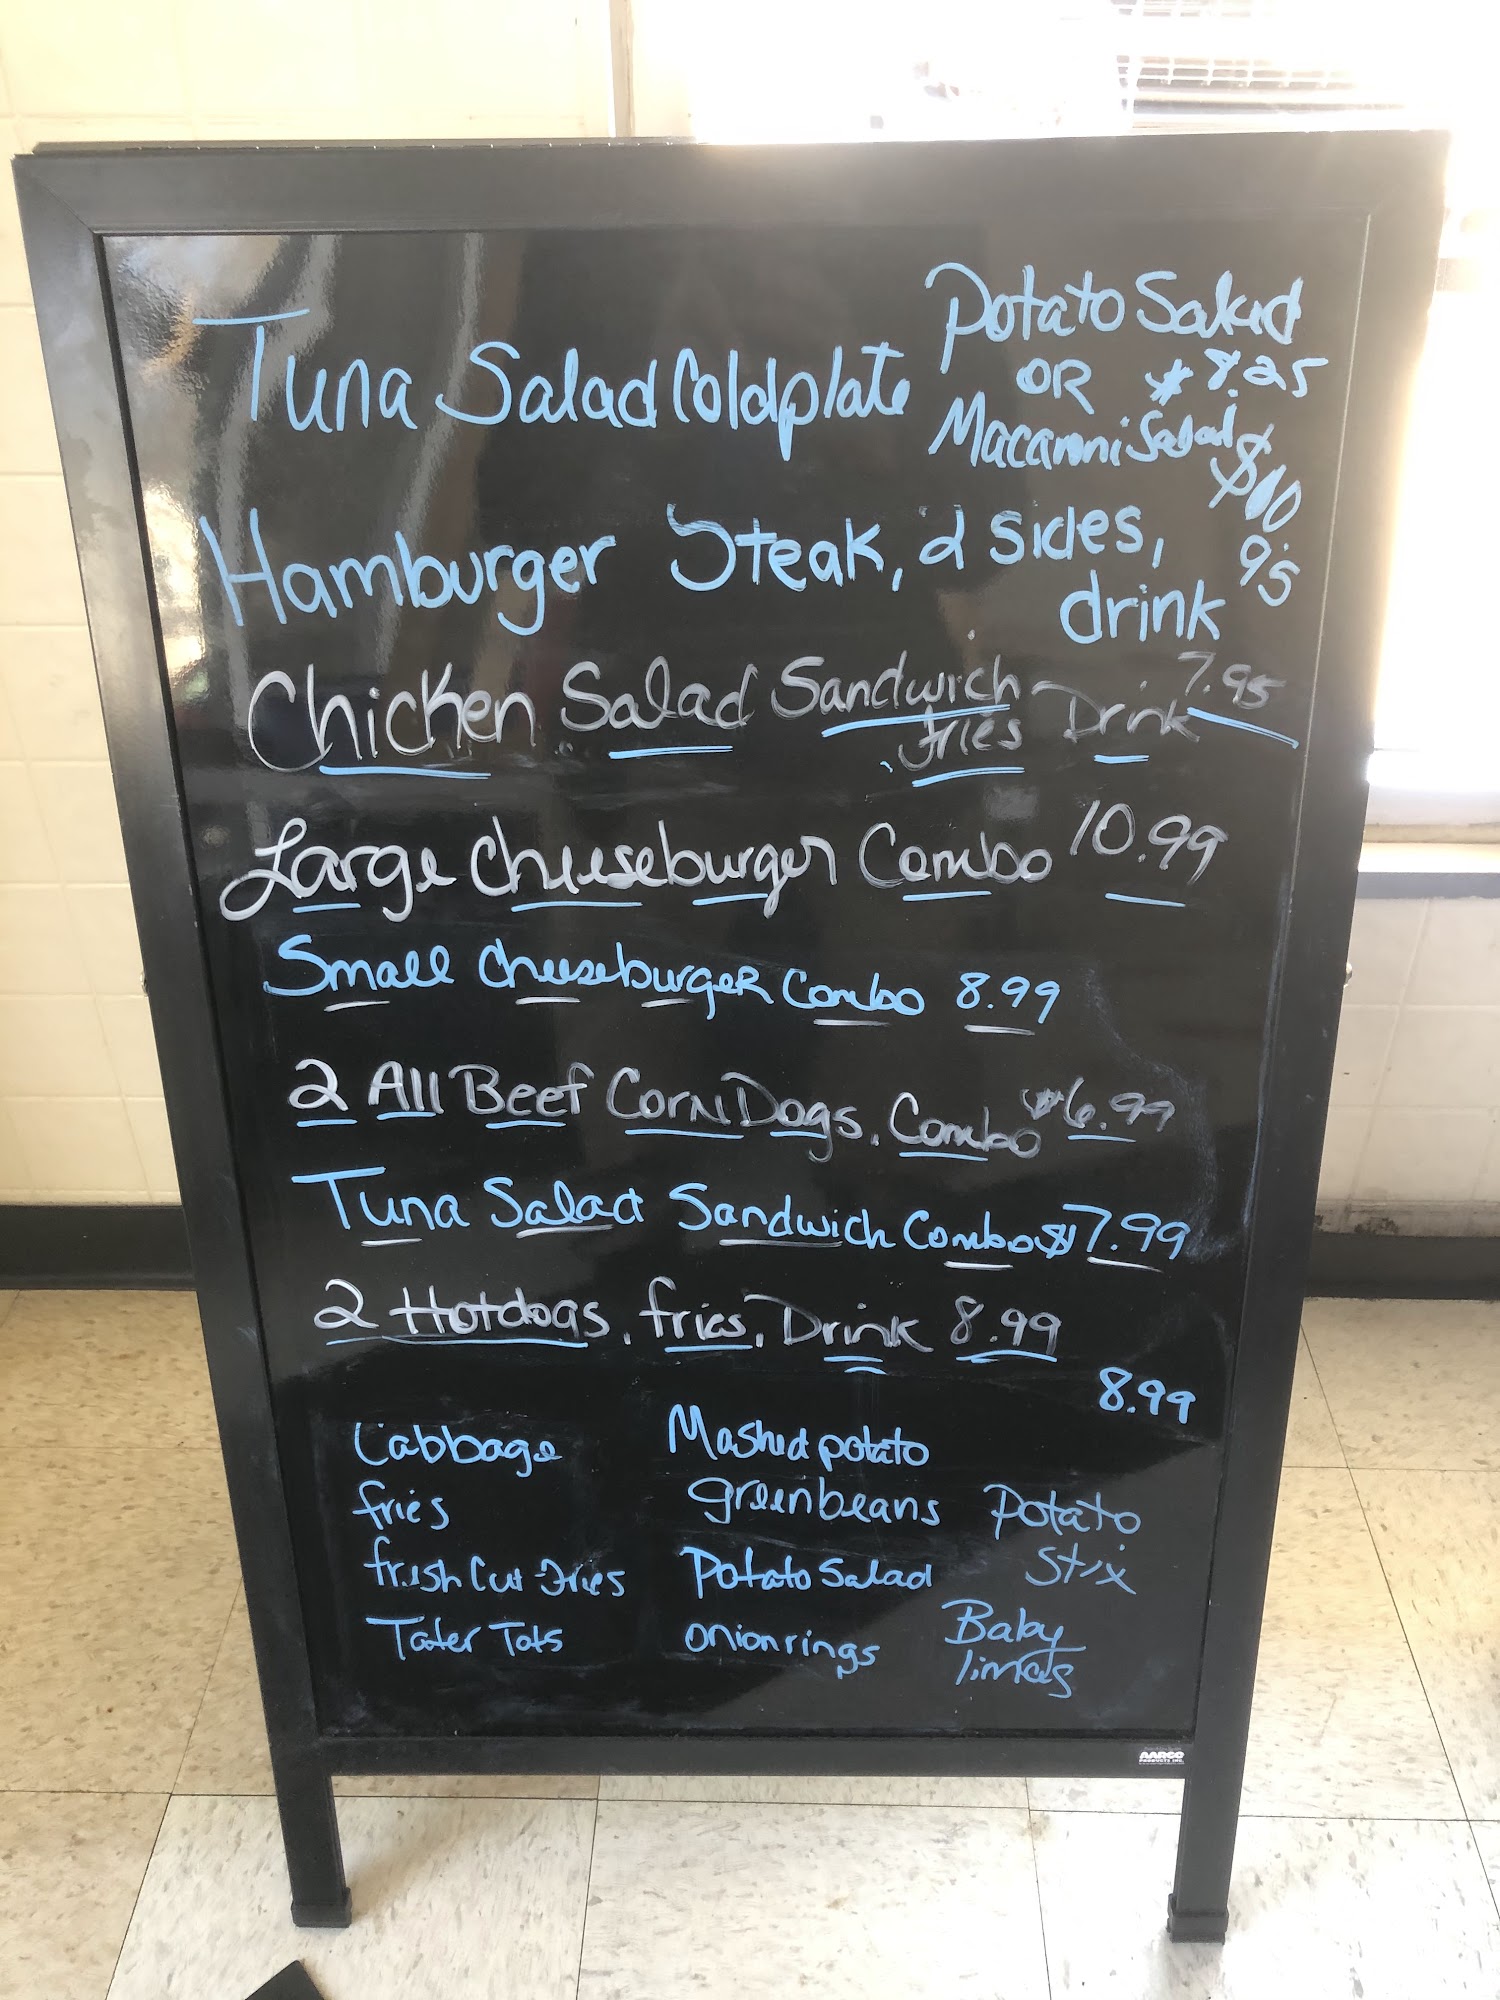 Tuna Salad Coldplate Potato Salad
OR $8.25
Macaroni Salad
Hamburger Steak, 2 sides,
drink
$10
95
Chicken Salad Sandwich
fries Drink 7.95
Large Cheeseburger Combo 10.99
Small Cheeseburger Combo 8.99
2 All Beef Corn Dogs, Combo $6.99
Tuna Salad Sandwich Combo $7.99
2 Hotdogs, fries, Drink 8.99
8.99
Cabbage Mashed potato
fries greenbeans Potato
Stix
fresh Cut fries Potato Salad
Tater Tots onion rings Baby
limas
AARCO
PRODUCTS INC.